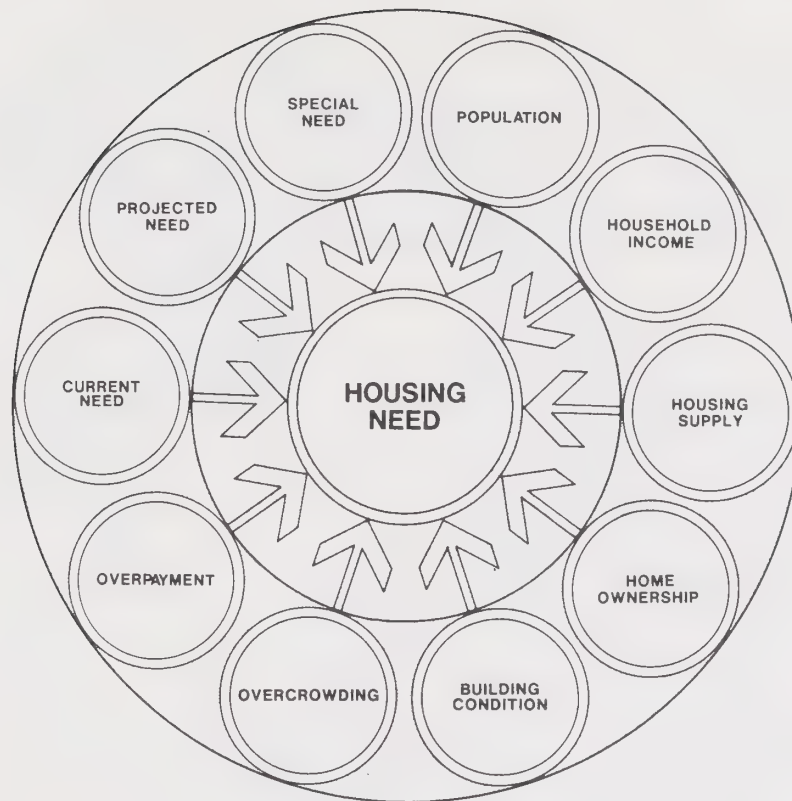 SPECIAL
NEED
POPULATION
PROJECTED
NEED
HOUSEHOLD
INCOME
CURRENT
NEED
HOUSING
NEED
HOUSING
SUPPLY
OVERPAYMENT
HOME
OWNERSHIP
OVERCROWDING
BUILDING
CONDITION